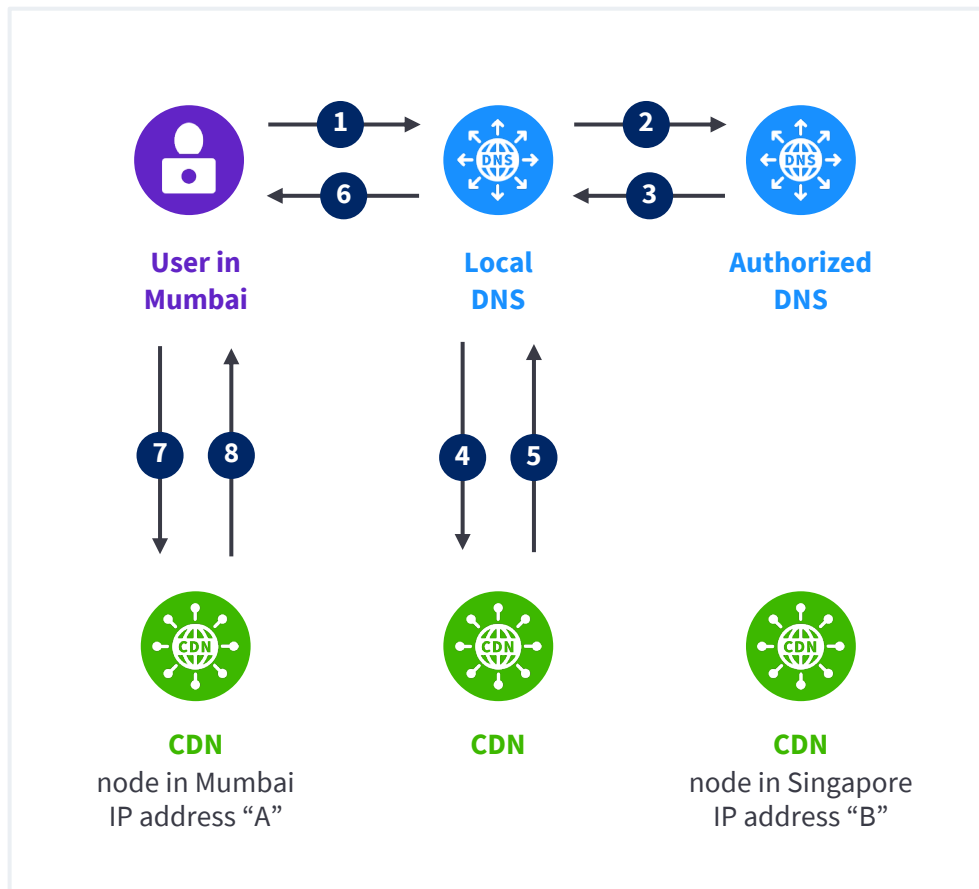 1
2
DNS
DNS
6
3
User in
Mumbai
Local
DNS
Authorized
DNS
7
8
4
5
CDN
CDN
CDN
CDN
node in Mumbai
IP address “A”
CDN
CDN
node in Singapore
IP address “B”